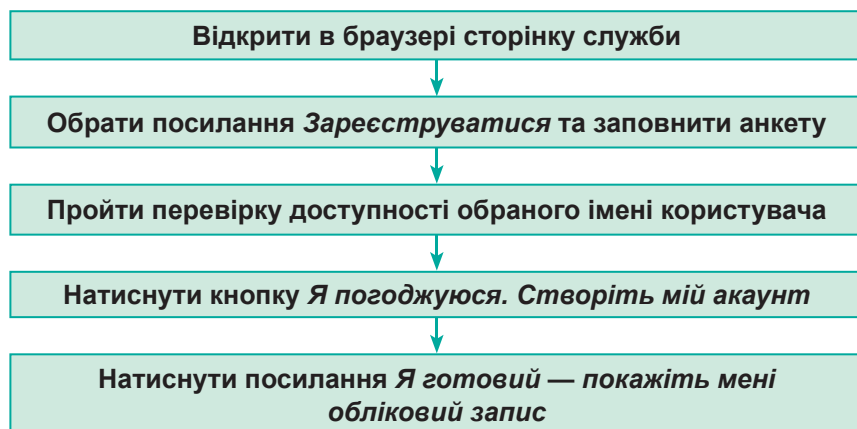 Відкрити в браузері сторінку служби
Обрати посилання Зареєструватися та заповнити анкету
Пройти перевірку доступності обраного імені користувача
Натиснути кнопку Я погоджуюся. Створіть мій акаунт
Натиснути посилання Я готовий — покажіть мені
обліковий запис